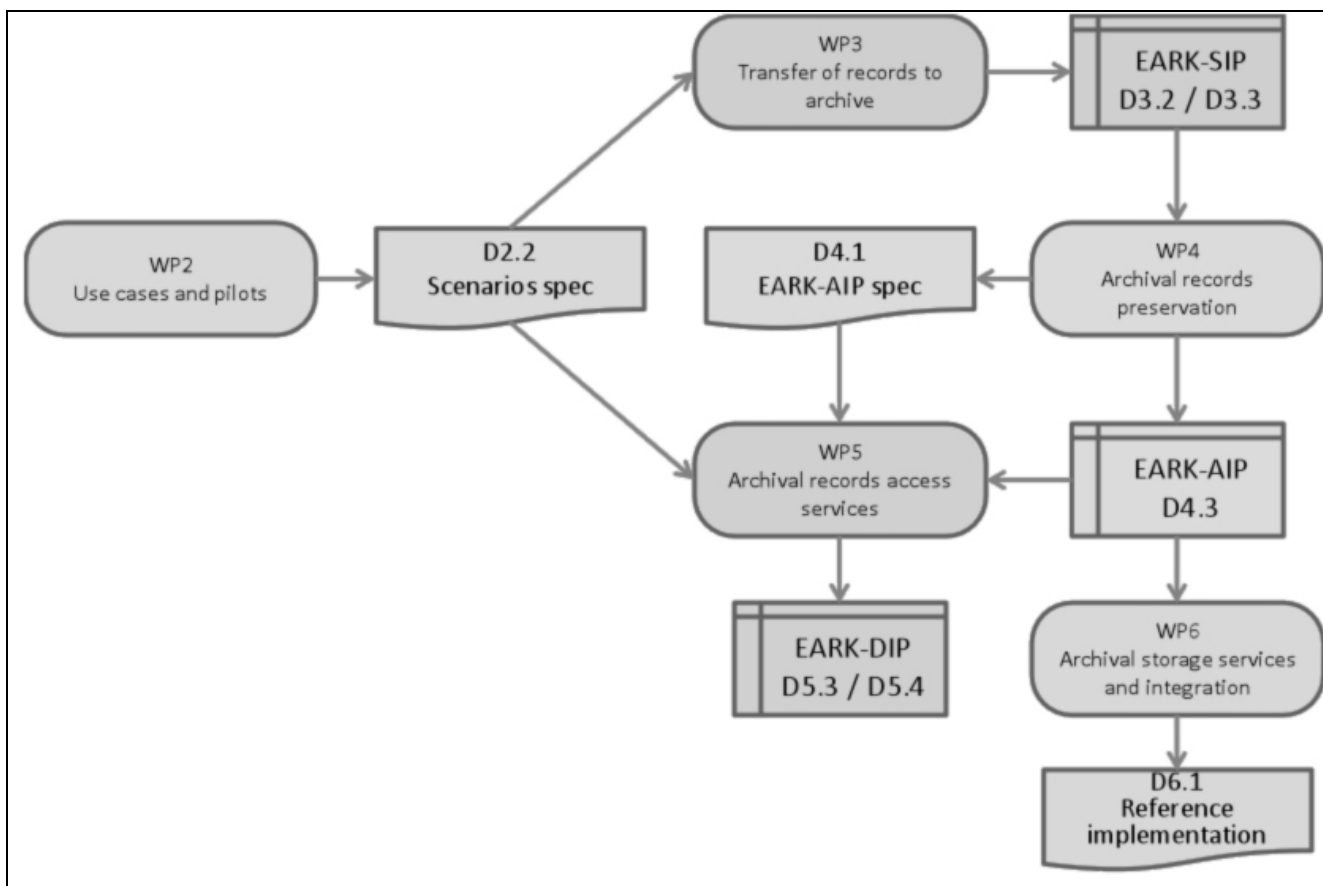 WP3
Transfer of records to
archive
EARK-SIP
D3.2 / D3.3
WP2
Use cases and pilots
D2.2
Scenarios spec
D4.1
EARK-AIP spec
WP4
Archival records
preservation
WP5
Archival records access
services
EARK-AIP
D4.3
EARK-DIP
D5.3 / D5.4
WP6
Archival storage services
and integration
D6.1
Reference
implementation